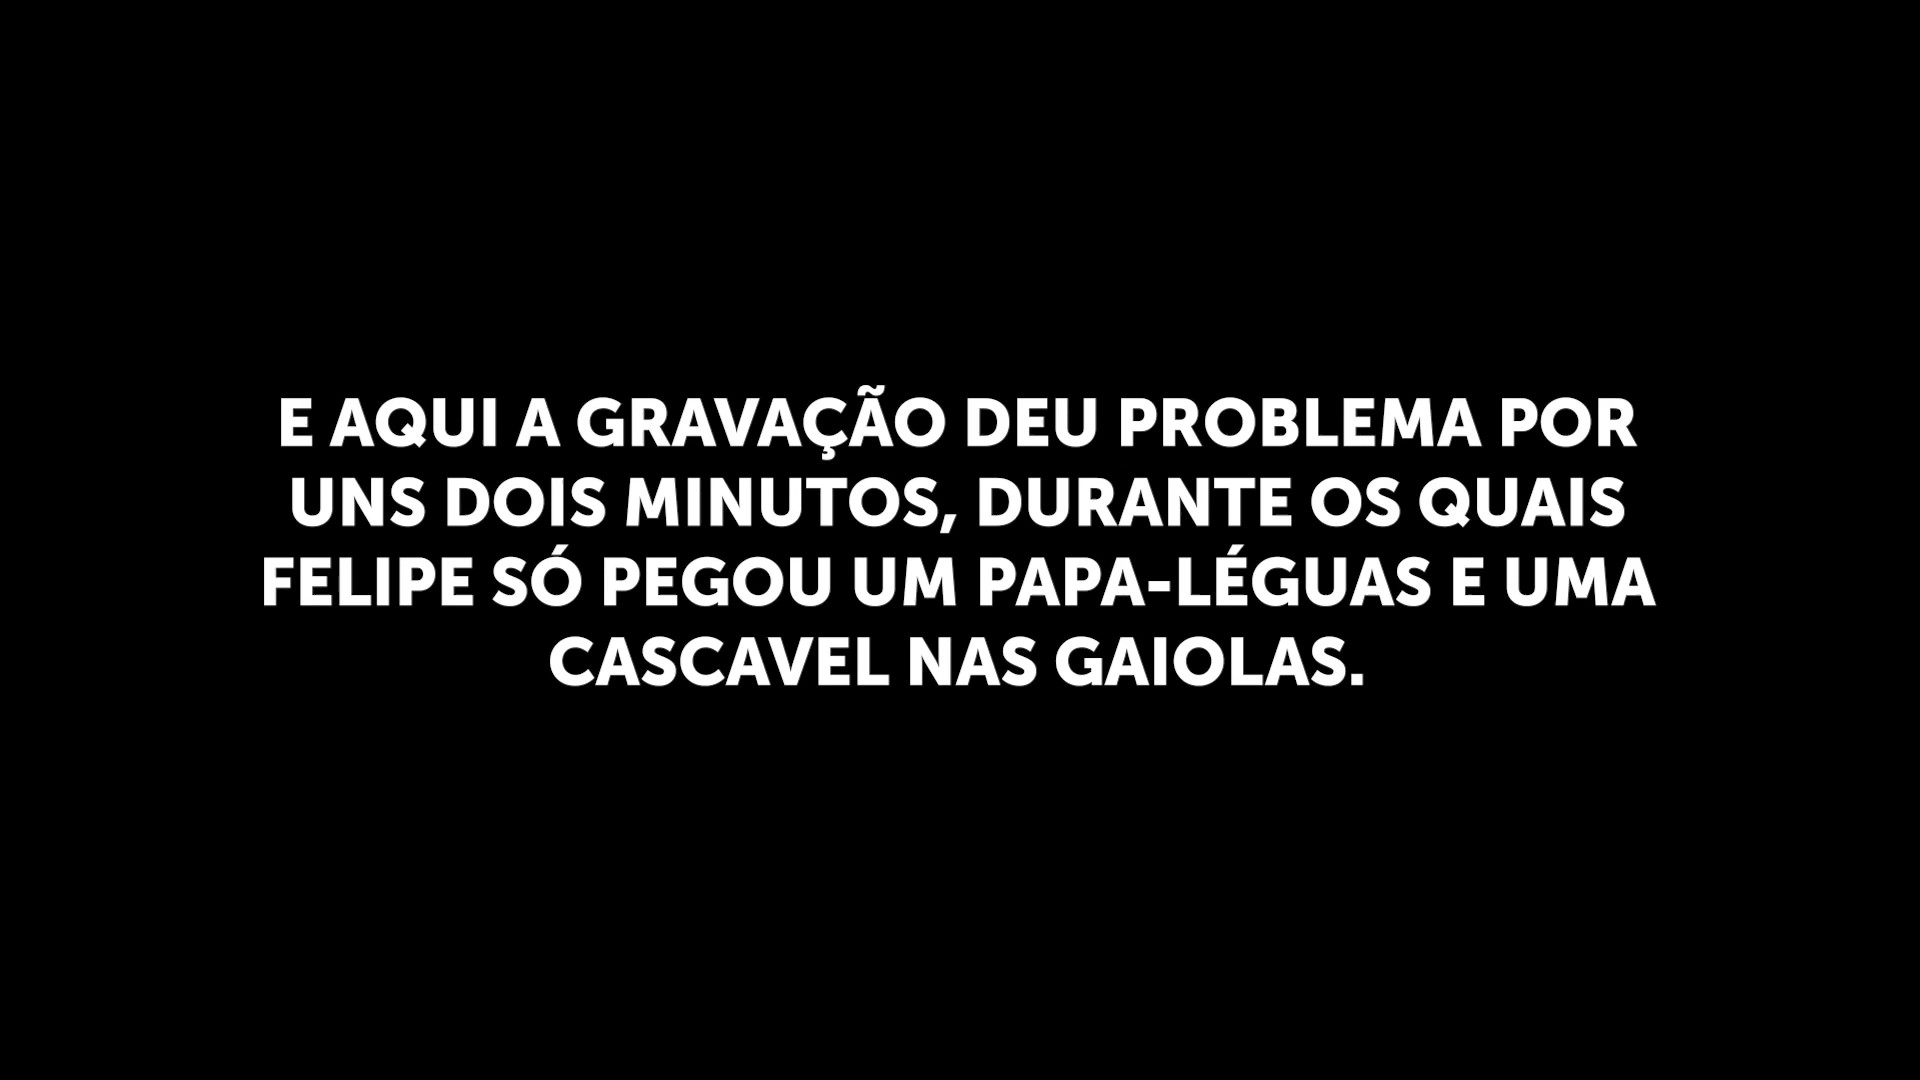 E AQUI A GRAVAÇÃO DEU PROBLEMA POR
UNS DOIS MINUTOS, DURANTE OS QUAIS
FELIPE SÓ PEGOU UM PAPA-LÉGUAS E UMA
CASCAVEL NAS GAIOLAS.